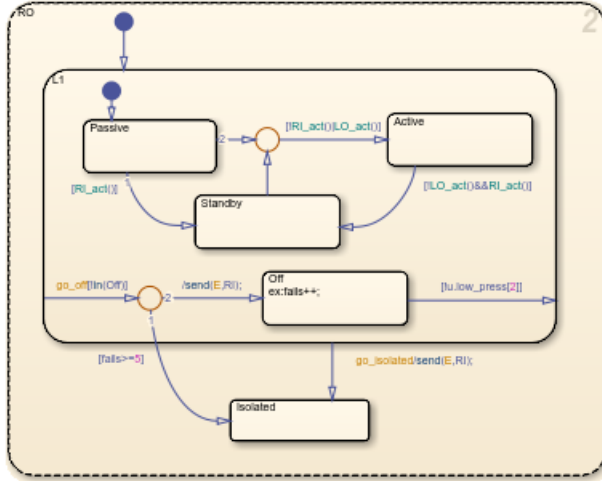 RO
2
L1
Passive
2
[!RI_act()|LO_act()]
Active
[RI_act()]
1
Standby
[!LO_act()&&RI_act()]
go_off[!in(Off)]
2
/send(E,RI);
Off
ex:fails++;
[!u.low_press[2]]
1
[fails>=5]
go_isolated/send(E,RI);
Isolated